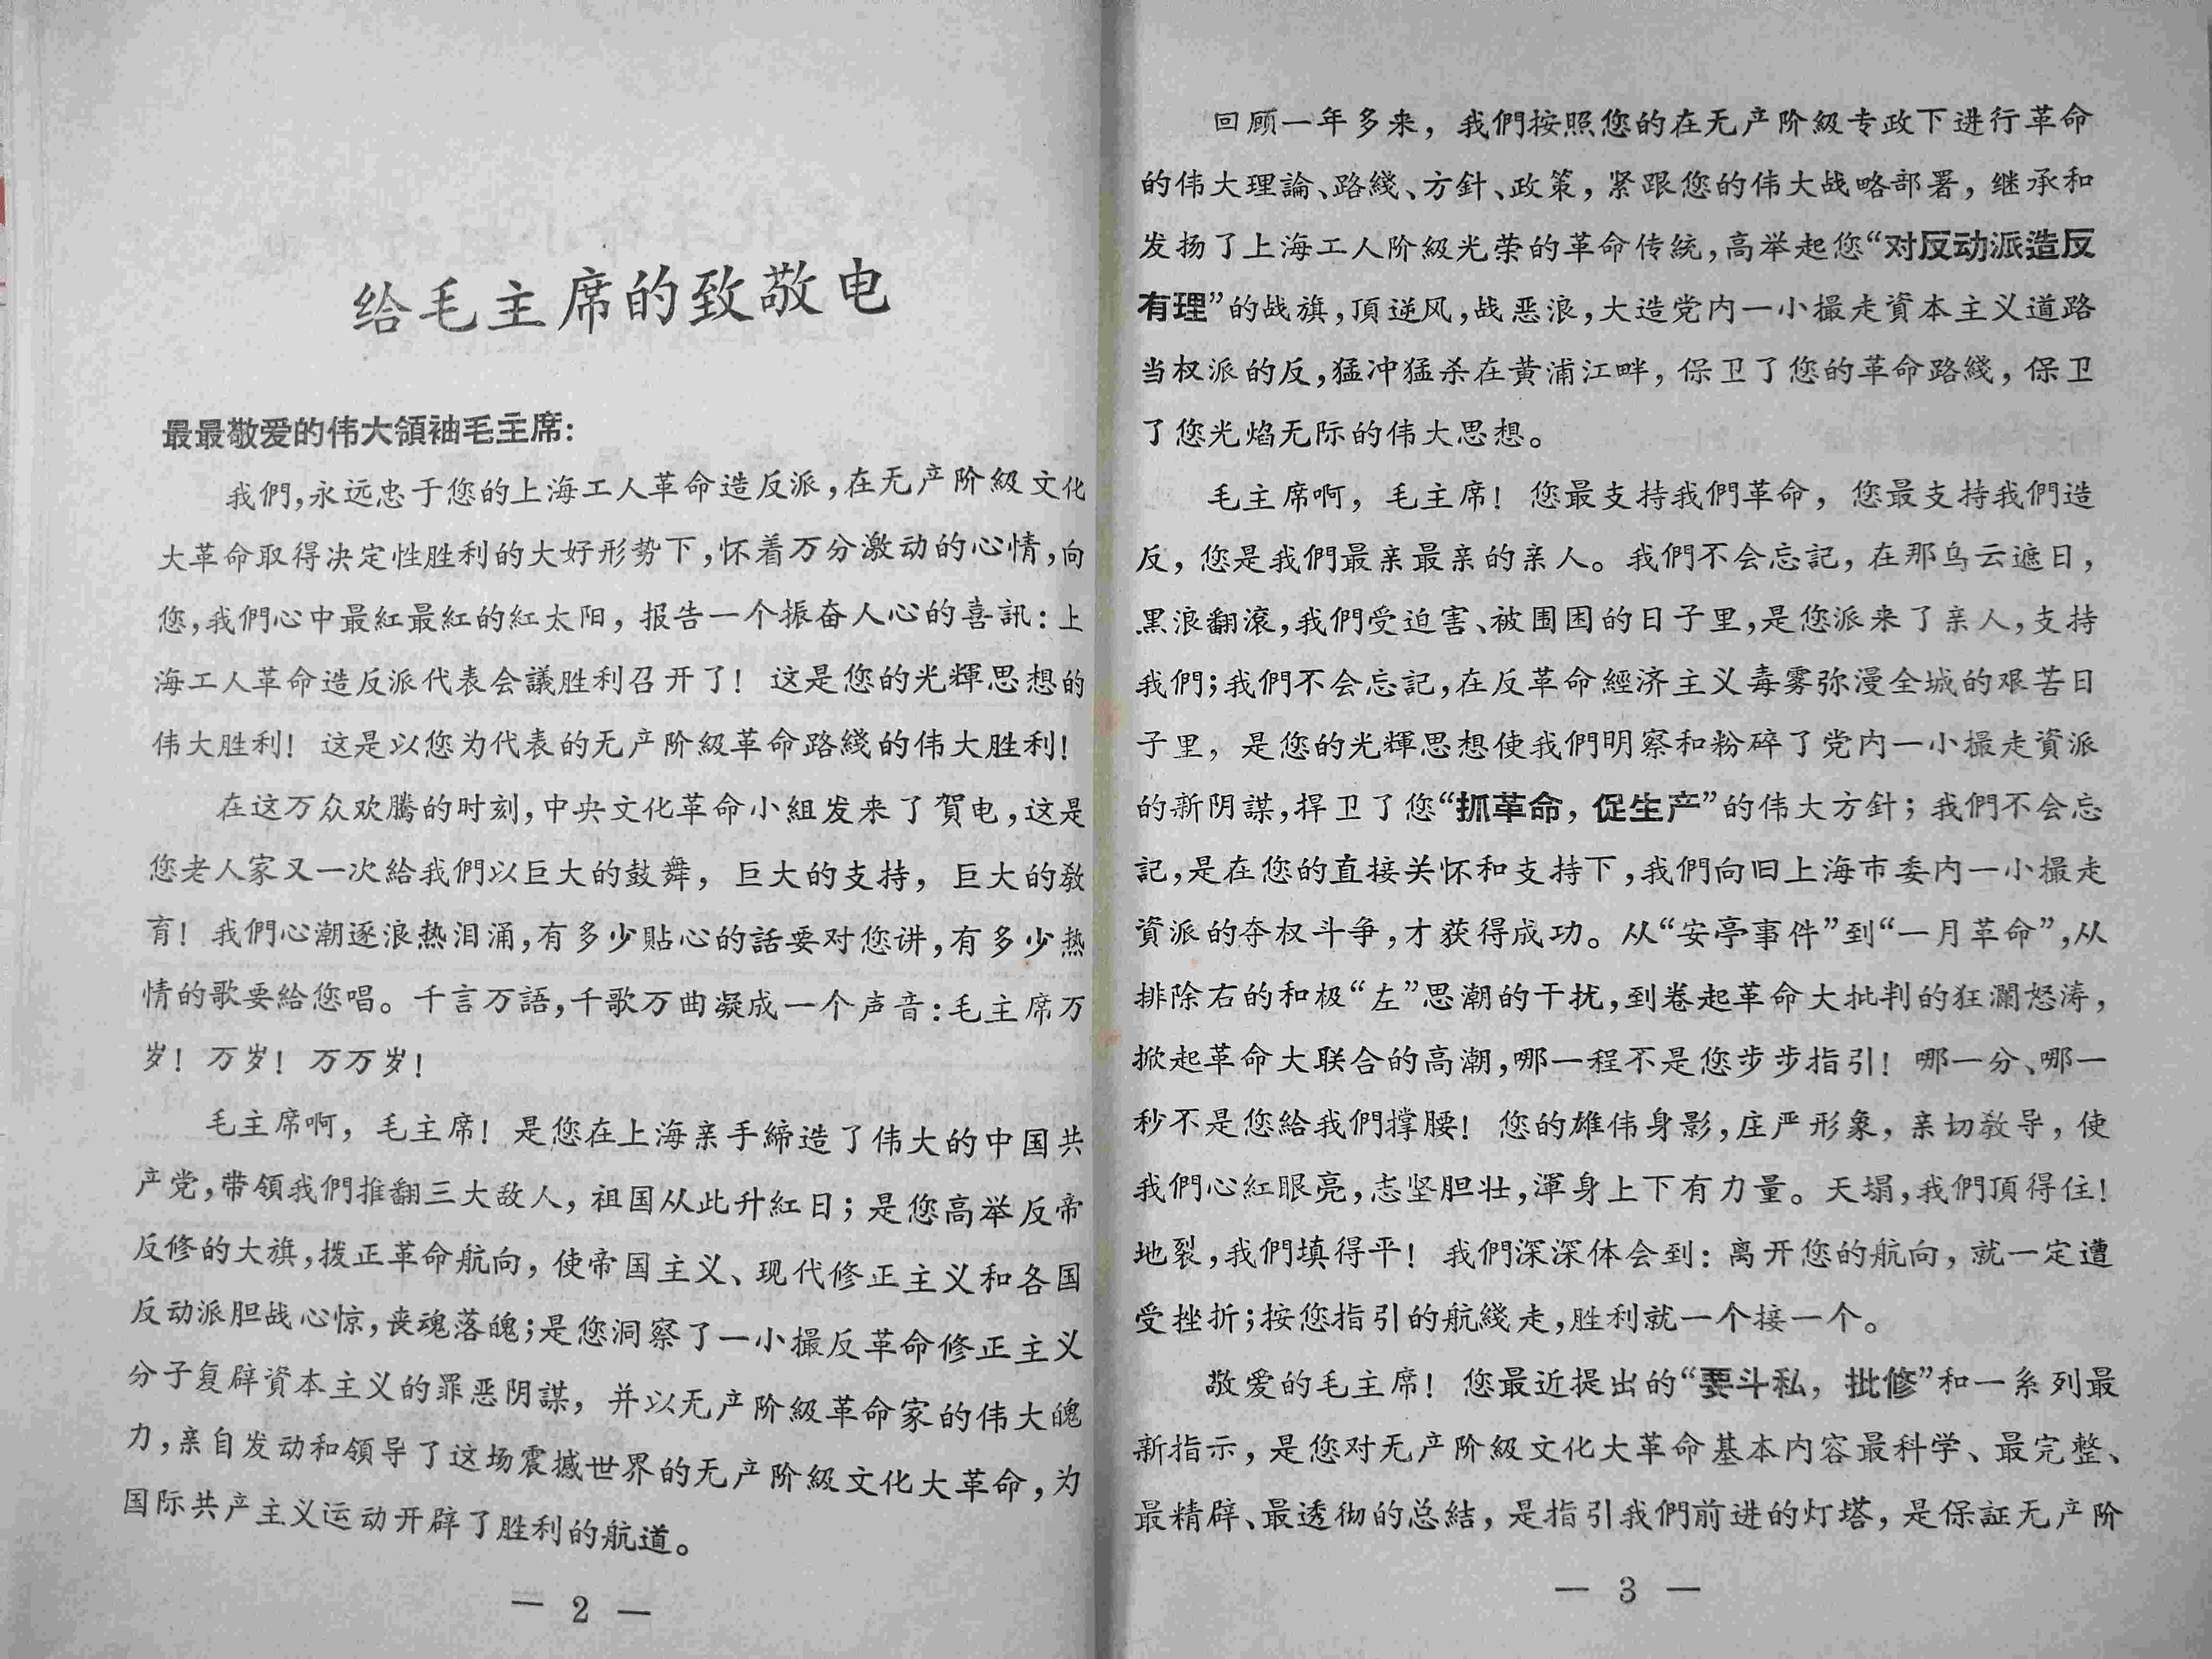 给毛主席的致敬电
最最敬爱的伟大領袖毛主席：
我們，永远忠于您的上海工人革命造反派，在无产阶級文化
大革命取得决定性胜利的大好形势下，怀着万分激动的心情，向
您，我們心中最紅最紅的紅太阳，报告一个振奋人心的喜訊：上
海工人革命造反派代表会議胜利召开了！这是您的光輝思想的
伟大胜利！这是以您为代表的无产阶級革命路綫的伟大胜利！
在这万众欢騰的时刻，中央文化革命小組发来了賀电，这是
您老人家又一次給我們以巨大的鼓舞，巨大的支持，巨大的教
育！我們心潮逐浪热泪涌，有多少貼心的話要对您讲，有多少热
情的歌要給您唱。千言万語，千歌万曲凝成一个声音：毛主席万
岁！万岁！万万岁！
毛主席啊，毛主席！是您在上海亲手締造了伟大的中国共
产党，带領我們推翻三大敌人，祖国从此升紅日；是您高举反帝
反修的大旗，拨正革命航向，使帝国主义、现代修正主义和各国
反动派胆战心惊，丧魂落魄；是您洞察了一小撮反革命修正主义
分子复辟資本主义的罪恶阴謀，并以无产阶級革命家的伟大魄
力，亲自发动和領导了这场震撼世界的无产阶級文化大革命，为
国际共产主义运动开辟了胜利的航道。
— 2 —
回顾一年多来，我們按照您的在无产阶級专政下进行革命
的伟大理論、路綫、方針、政策，紧跟您的伟大战略部署，继承和
发扬了上海工人阶級光荣的革命传統，高举起您“对反动派造反
有理”的战旗，頂逆风，战恶浪，大造党内一小撮走資本主义道路
当权派的反，猛冲猛杀在黄浦江畔，保卫了您的革命路綫，保卫
了您光焰无际的伟大思想。
毛主席啊，毛主席！您最支持我們革命，您最支持我們造
反，您是我們最亲最亲的亲人。我們不会忘記，在那乌云遮日，
黑浪翻滚，我們受迫害、被围困的日子里，是您派来了亲人，支持
我們；我們不会忘記，在反革命經济主义毒雾弥漫全城的艰苦日
子里，是您的光輝思想使我們明察和粉碎了党内一小撮走資派
的新阴謀，捍卫了您“抓革命，促生产”的伟大方針；我們不会忘
記，是在您的直接关怀和支持下，我們向旧上海市委内一小撮走
資派的夺权斗争，才获得成功。从“安亭事件”到“一月革命”，从
排除右的和极“左”思潮的干扰，到卷起革命大批判的狂澜怒涛，
掀起革命大联合的高潮，哪一程不是您步步指引！哪一分、哪一
秒不是您給我們撑腰！您的雄伟身影，庄严形象，亲切教导，使
我們心紅眼亮，志坚胆壮，渾身上下有力量。天塌，我們頂得住！
地裂，我們填得平！我們深深体会到：离开您的航向，就一定遭
受挫折；按您指引的航綫走，胜利就一个接一个。
敬爱的毛主席！您最近提出的“要斗私，批修”和一系列最
新指示，是您对无产阶級文化大革命基本内容最科学、最完整、
最精辟、最透彻的总結，是指引我們前进的灯塔，是保証无产阶
— 3 —